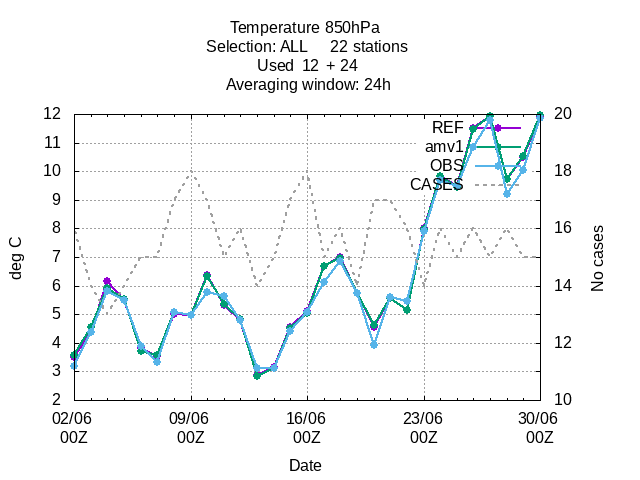 Temperature 850hPa
Selection: ALL 22 stations
Used 12 + 24
Averaging window: 24h
REF
amv1
OBS
CASES
12
11
10
9
8
7
6
5
4
3
2
deg C
20
18
16
14
12
10
No cases
02/06 09/06 16/06 23/06 30/06
00Z 00Z 00Z 00Z 00Z
Date